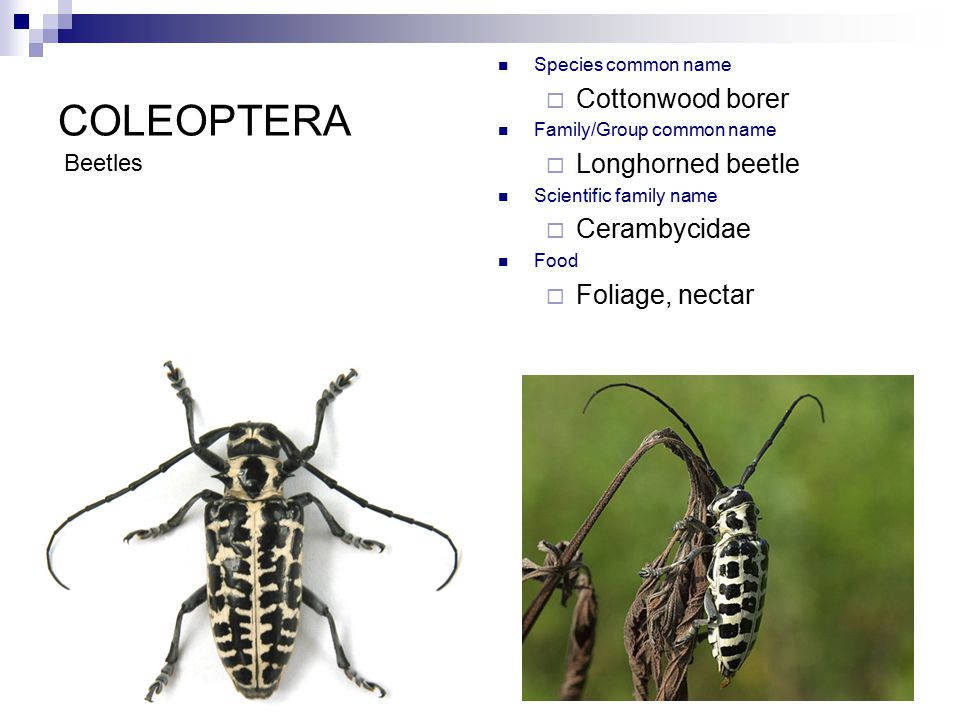 COLEOPTERA
Beetles
Species common name
Cottonwood borer
Family/Group common name
Longhorned beetle
Scientific family name
Cerambycidae
Food
Foliage, nectar